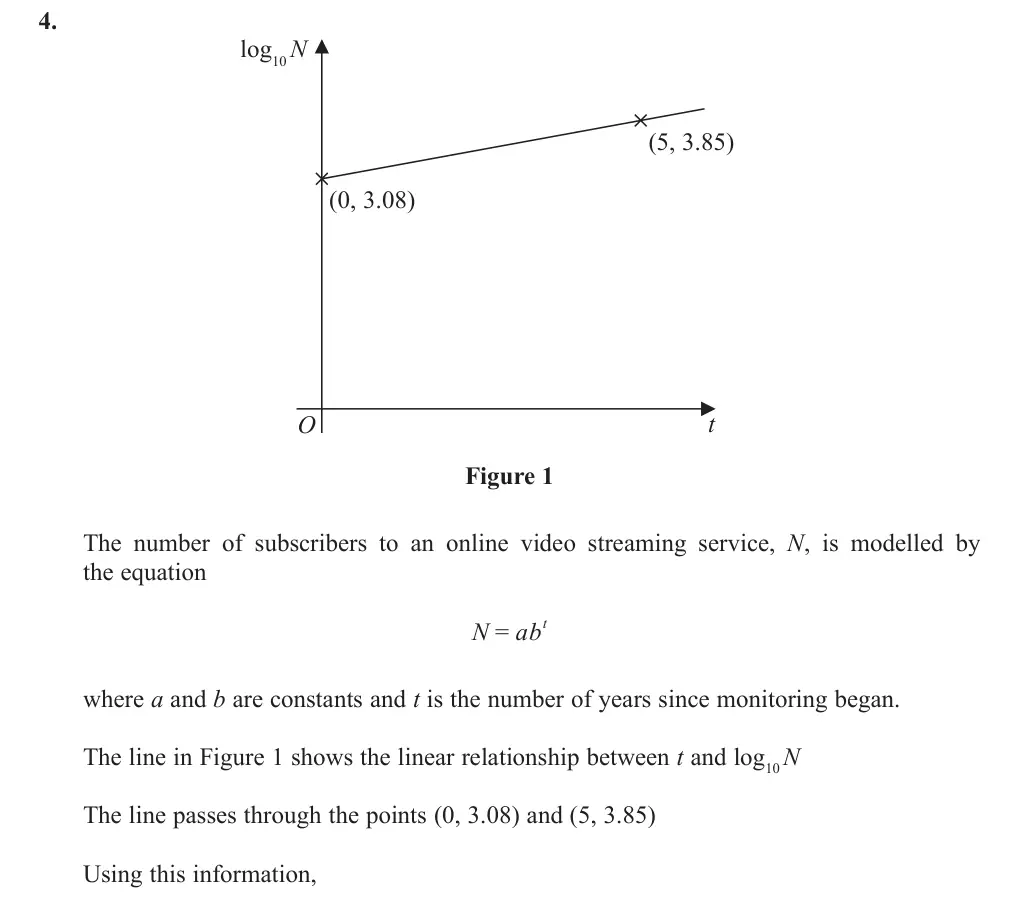 4.
log₁₀ N
(5, 3.85)
(0, 3.08)
O
t
Figure 1
The number of subscribers to an online video streaming service, N, is modelled by
the equation
N = abᵗ
where a and b are constants and t is the number of years since monitoring began.
The line in Figure 1 shows the linear relationship between t and log₁₀ N
The line passes through the points (0, 3.08) and (5, 3.85)
Using this information,